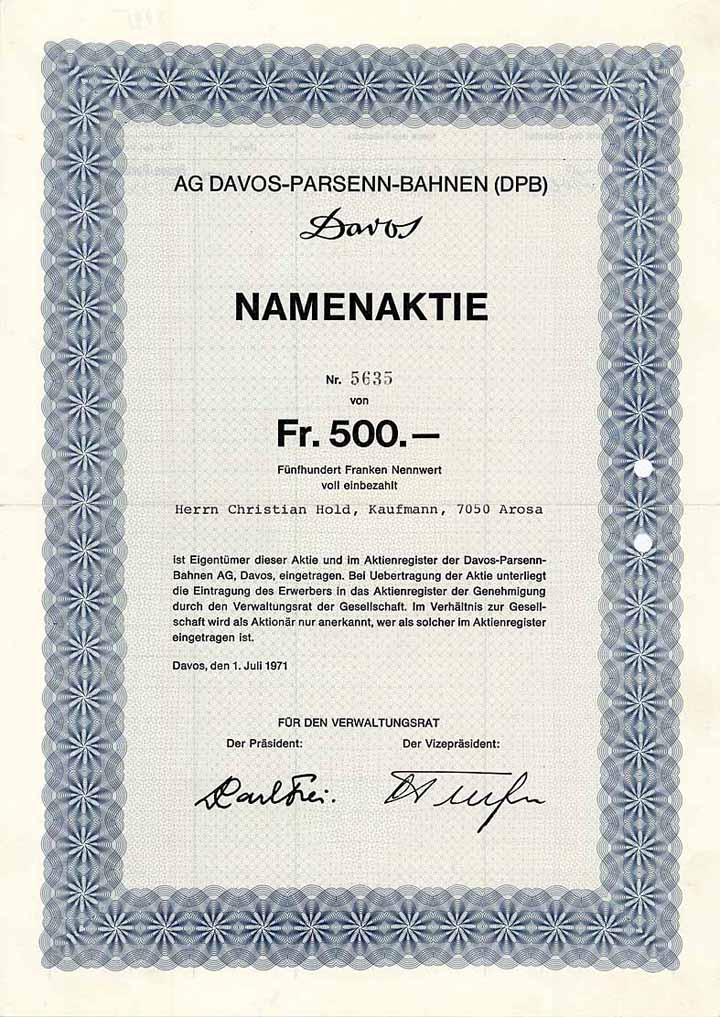 AG DAVOS-PARSENN-BAHNEN (DPB)
Davos
NAMENAKTIE
Nr. 5635
von
Fr. 500.—
Fünfhundert Franken Nennwert
voll einbezahlt
Herrn Christian Hold, Kaufmann, 7050 Arosa
ist Eigentümer dieser Aktie und im Aktienregister der Davos-Parsenn-
Bahnen AG, Davos, eingetragen. Bei Uebertragung der Aktie unterliegt
die Eintragung des Erwerbers in das Aktienregister der Genehmigung
durch den Verwaltungsrat der Gesellschaft. Im Verhältnis zur Gesell-
schaft wird als Aktionär nur anerkannt, wer als solcher im Aktienregister
eingetragen ist.
Davos, den 1. Juli 1971
FÜR DEN VERWALTUNGSRAT
Der Präsident: Der Vizepräsident:
Karl Frei.